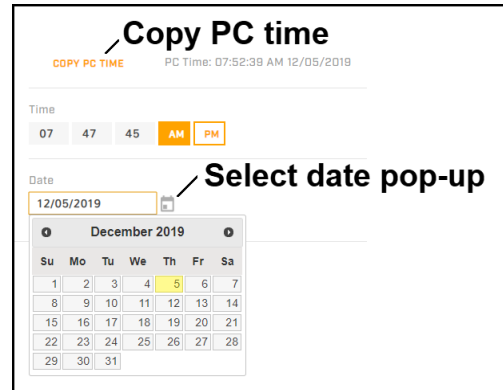 Copy PC time
COPY PC TIME PC Time: 07:52:39 AM 12/05/2019
Time
07 47 45 AM PM
Select date pop-up
Date
12/05/2019
December 2019
Su Mo Tu We Th Fr Sa
1 2 3 4 5 6 7
8 9 10 11 12 13 14
15 16 17 18 19 20 21
22 23 24 25 26 27 28
29 30 31